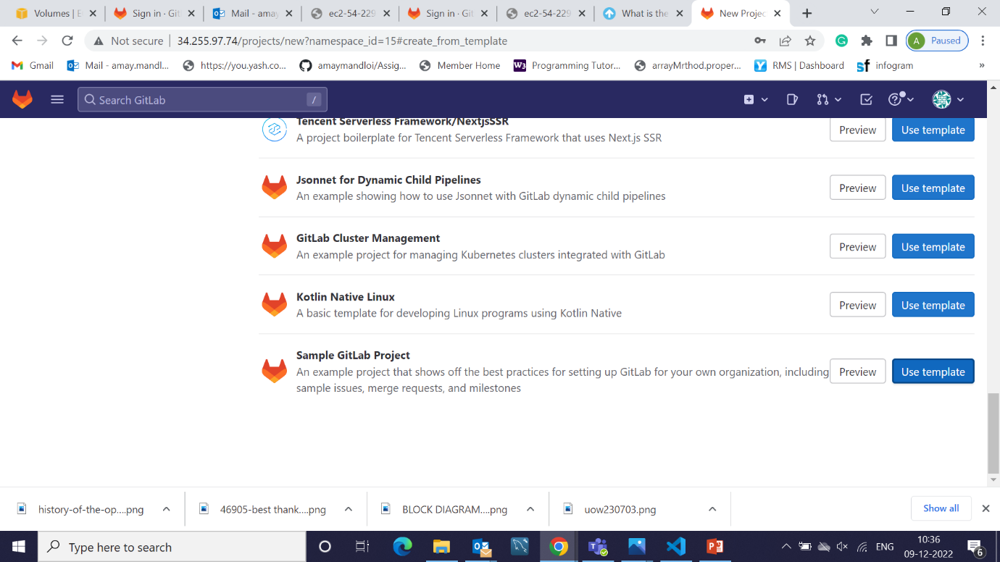 Volumes | E
Sign in · Git
Mail - amay
ec2-54-229
Sign in · Git
ec2-54-229
What is the
New Projec
Not secure
34.255.97.74/projects/new?namespace_id=15#create_from_template
A
Paused
Gmail
Mail - amay.mandl...
https://you.yash.co...
amaymandloi/Assig...
Member Home
W3
Programming Tutor...
arrayMrthod.proper...
Y
RMS | Dashboard
sf
infogram
»
Search GitLab
/
Tencent Serverless Framework/NextjsSSR
A project boilerplate for Tencent Serverless Framework that uses Next.js SSR
Preview
Use template
Jsonnet for Dynamic Child Pipelines
An example showing how to use Jsonnet with GitLab dynamic child pipelines
Preview
Use template
GitLab Cluster Management
An example project for managing Kubernetes clusters integrated with GitLab
Preview
Use template
Kotlin Native Linux
A basic template for developing Linux programs using Kotlin Native
Preview
Use template
Sample GitLab Project
An example project that shows off the best practices for setting up GitLab for your own organization, including
sample issues, merge requests, and milestones
Preview
Use template
history-of-the-op....png
46905-best thank....png
BLOCK DIAGRAM....png
uow230703.png
Show all
Type here to search
ENG
10:36
09-12-2022
6